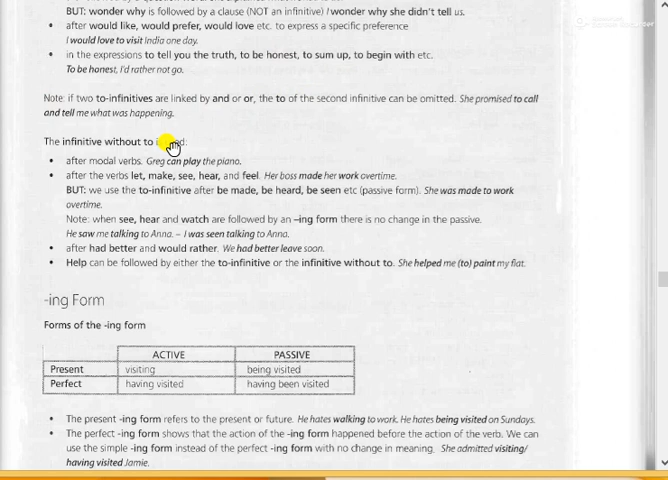 BUT: wonder why is followed by a clause (NOT an infinitive) I wonder why she didn't tell us.
• after would like, would prefer, would love etc. to express a specific preference
I would love to visit India one day.
• in the expressions to tell you the truth, to be honest, to sum up, to begin with etc.
To be honest, I'd rather not go.
Note: if two to-infinitives are linked by and or or, the to of the second infinitive can be omitted. She promised to call
and tell me what was happening.
The infinitive without to
• after modal verbs. Greg can play the piano.
• after the verbs let, make, see, hear, and feel. Her boss made her work overtime.
BUT: we use the to-infinitive after be made, be heard, be seen etc (passive form). She was made to work
overtime.
Note: when see, hear and watch are followed by an –ing form there is no change in the passive.
He saw me talking to Anna. – I was seen talking to Anna.
• after had better and would rather. We had better leave soon.
• Help can be followed by either the to-infinitive or the infinitive without to. She helped me (to) paint my flat.
-ing Form
Forms of the -ing form
ACTIVE PASSIVE
Present visiting being visited
Perfect having visited having been visited
• The present -ing form refers to the present or future. He hates walking to work. He hates being visited on Sundays.
• The perfect -ing form shows that the action of the -ing form happened before the action of the verb. We can
use the simple -ing form instead of the perfect -ing form with no change in meaning. She admitted visiting/
having visited Jamie.